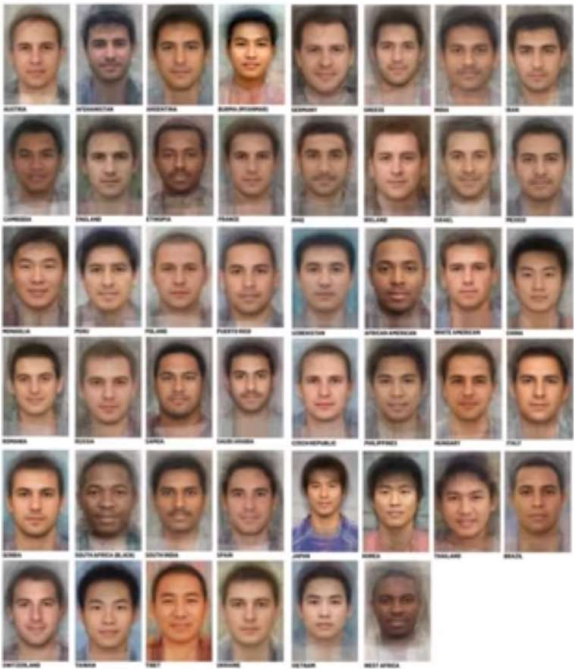 AUSTRIA AFGHANISTAN ARGENTINA BURMA (MYANMAR) GERMANY GREECE INDIA IRAN
CAMBODIA ENGLAND ETHIOPIA FRANCE IRAQ IRELAND ISRAEL MEXICO
MONGOLIA PERU POLAND PUERTO RICO UZBEKISTAN AFRICAN AMERICAN WHITE AMERICAN CHINA
ROMANIA RUSSIA SAMOA SAUDI ARABIA CZECH REPUBLIC PHILIPPINES HUNGARY ITALY
SERBIA SOUTH AFRICA (BLACK) SOUTH INDIA SPAIN JAPAN KOREA THAILAND BRAZIL
SWITZERLAND TAIWAN TIBET UKRAINE VIETNAM WEST AFRICA